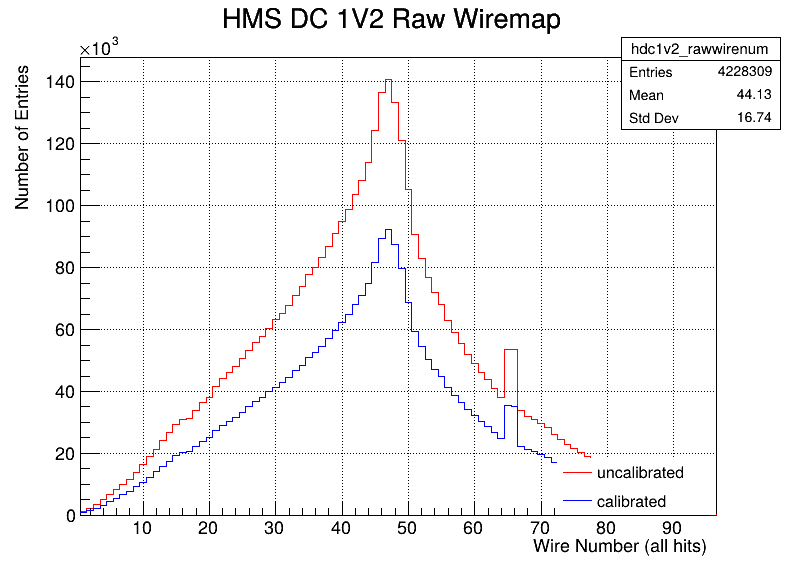 HMS DC 1V2 Raw Wiremap
×10³
hdc1v2_rawwirenum
Entries 4228309
Mean 44.13
Std Dev 16.74
Number of Entries
140
120
100
80
60
40
20
0
uncalibrated
calibrated
10 20 30 40 50 60 70 80 90
Wire Number (all hits)